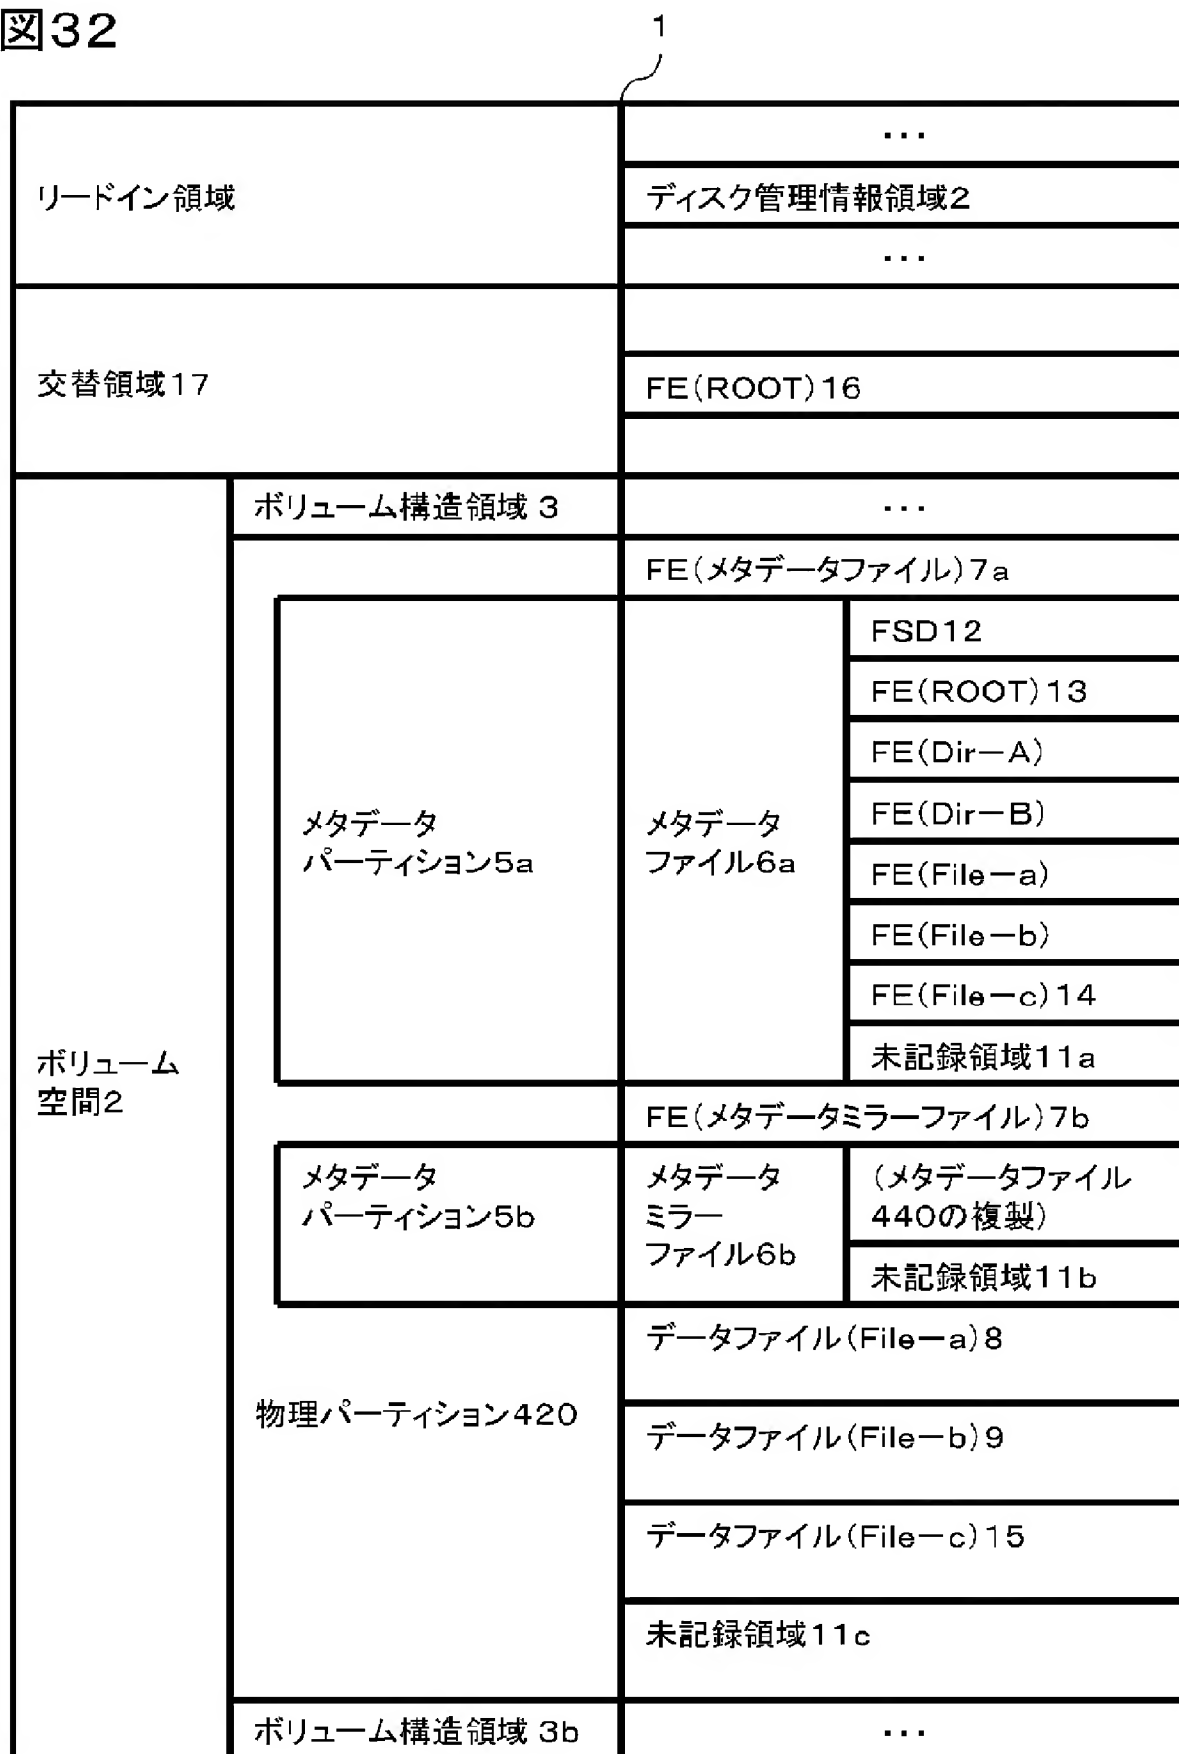 図32
1
・・・
リードイン領域
ディスク管理情報領域2
・・・
交替領域17
FE(ROOT)16
ボリューム構造領域 3
・・・
FE(メタデータファイル)7a
FSD12
FE(ROOT)13
FE(Dir－A)
FE(Dir－B)
メタデータ
パーティション5a
メタデータ
ファイル6a
FE(File－a)
FE(File－b)
FE(File－c)14
未記録領域11a
ボリューム
空間2
FE(メタデータミラーファイル)7b
メタデータ
パーティション5b
メタデータ
ミラー
ファイル6b
(メタデータファイル
440の複製)
未記録領域11b
データファイル(File－a)8
物理パーティション420
データファイル(File－b)9
データファイル(File－c)15
未記録領域11c
ボリューム構造領域 3b
・・・